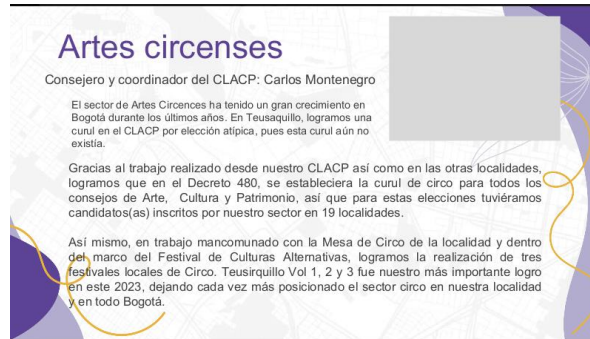 Artes circenses
Consejero y coordinador del CLACP: Carlos Montenegro
El sector de Artes Circences ha tenido un gran crecimiento en
Bogotá durante los últimos años. En Teusaquillo, logramos una
curul en el CLACP por elección atípica, pues esta curul aún no
existía.
Gracias al trabajo realizado desde nuestro CLACP así como en las otras localidades,
logramos que en el Decreto 480, se estableciera la curul de circo para todos los
consejos de Arte, Cultura y Patrimonio, así que para estas elecciones tuviéramos
candidatos(as) inscritos por nuestro sector en 19 localidades.
Así mismo, en trabajo mancomunado con la Mesa de Circo de la localidad y dentro
del marco del Festival de Culturas Alternativas, logramos la realización de tres
festivales locales de Circo. Teusirquillo Vol 1, 2 y 3 fue nuestro más importante logro
en este 2023, dejando cada vez más posicionado el sector circo en nuestra localidad
y en todo Bogotá.